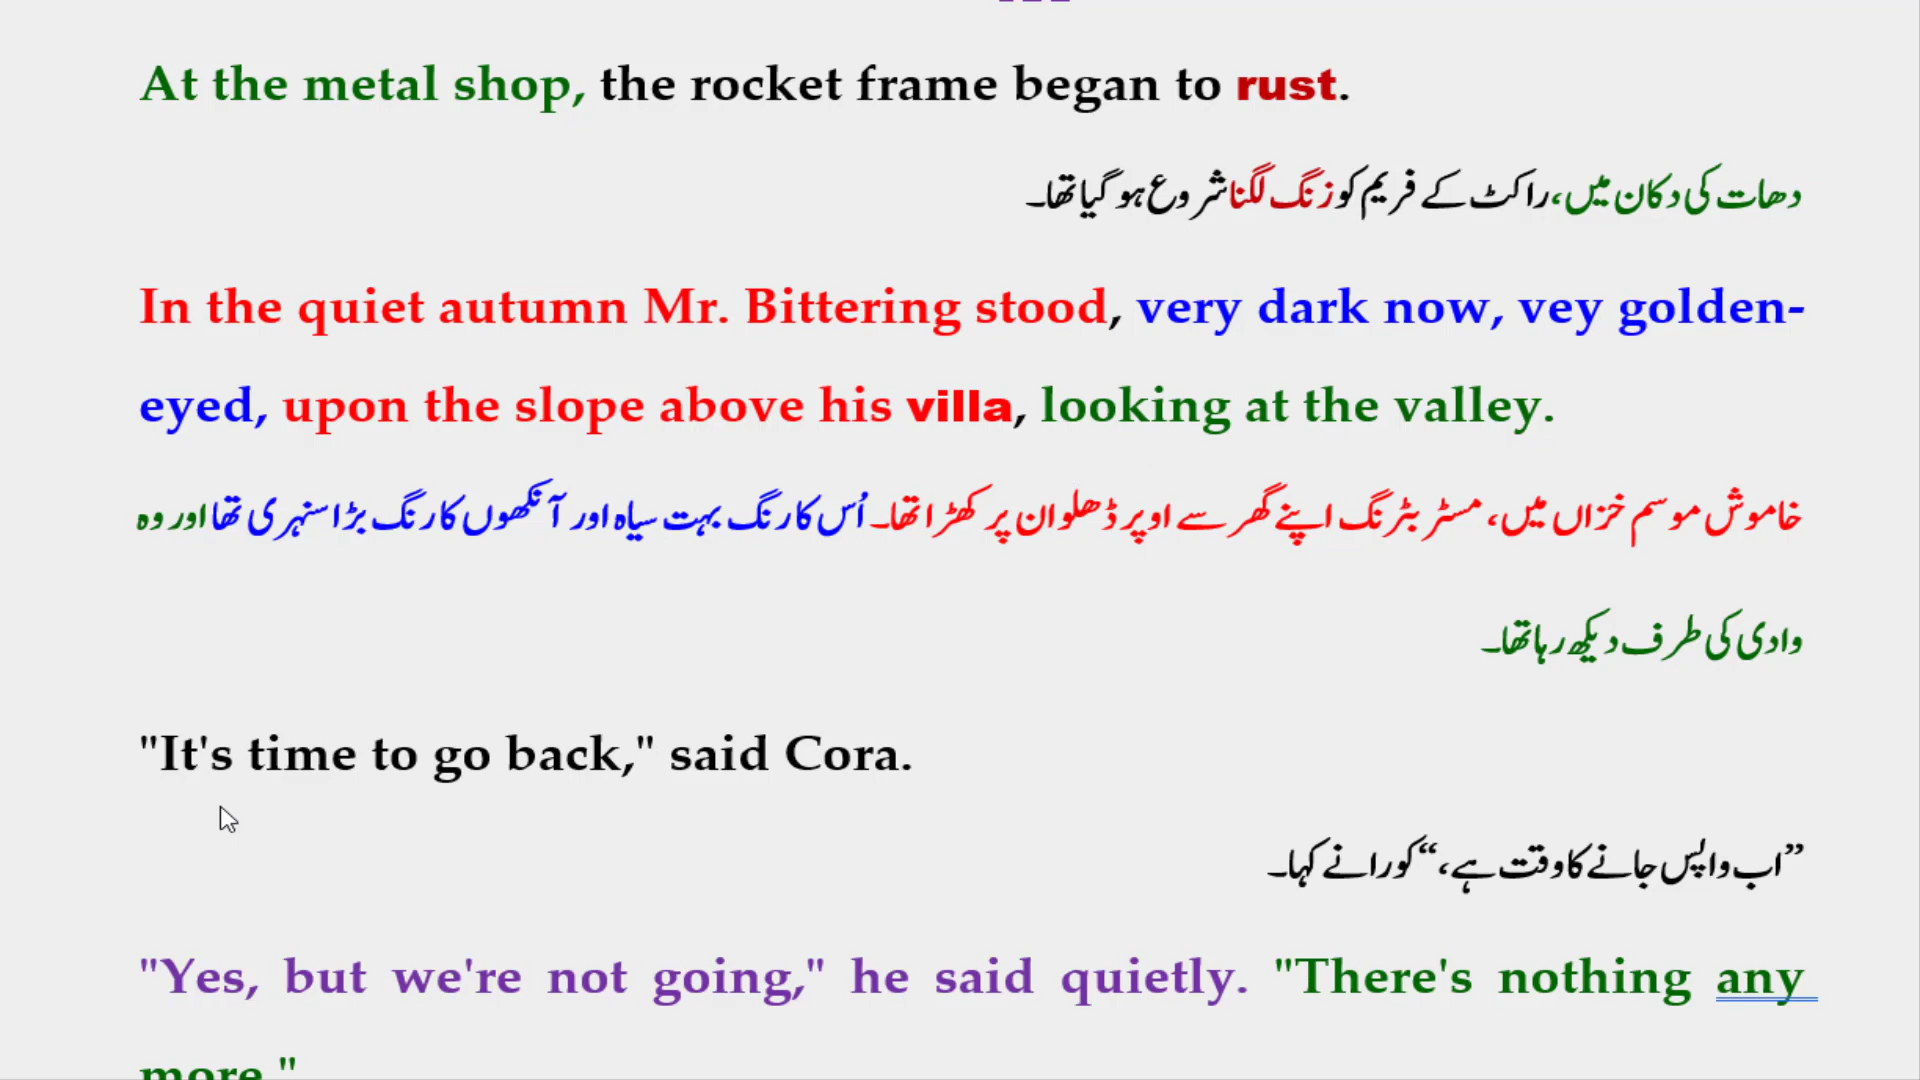 At the metal shop, the rocket frame began to rust.
دھات کی دکان میں، راکٹ کے فریم کو زنگ لگنا شروع ہو گیا تھا۔
In the quiet autumn Mr. Bittering stood, very dark now, vey golden-
eyed, upon the slope above his villa, looking at the valley.
خاموش موسم خزاں میں، مسٹر بٹرنگ اپنے گھر سے اوپر ڈھلوان پر کھڑا تھا۔ اُس کا رنگ بہت سیاہ اور آنکھوں کا رنگ بڑا سنہری تھا اور وہ
وادی کی طرف دیکھ رہا تھا۔
"It's time to go back," said Cora.
”اب واپس جانے کا وقت ہے،“ کورا نے کہا۔
"Yes, but we're not going," he said quietly. "There's nothing any
more."